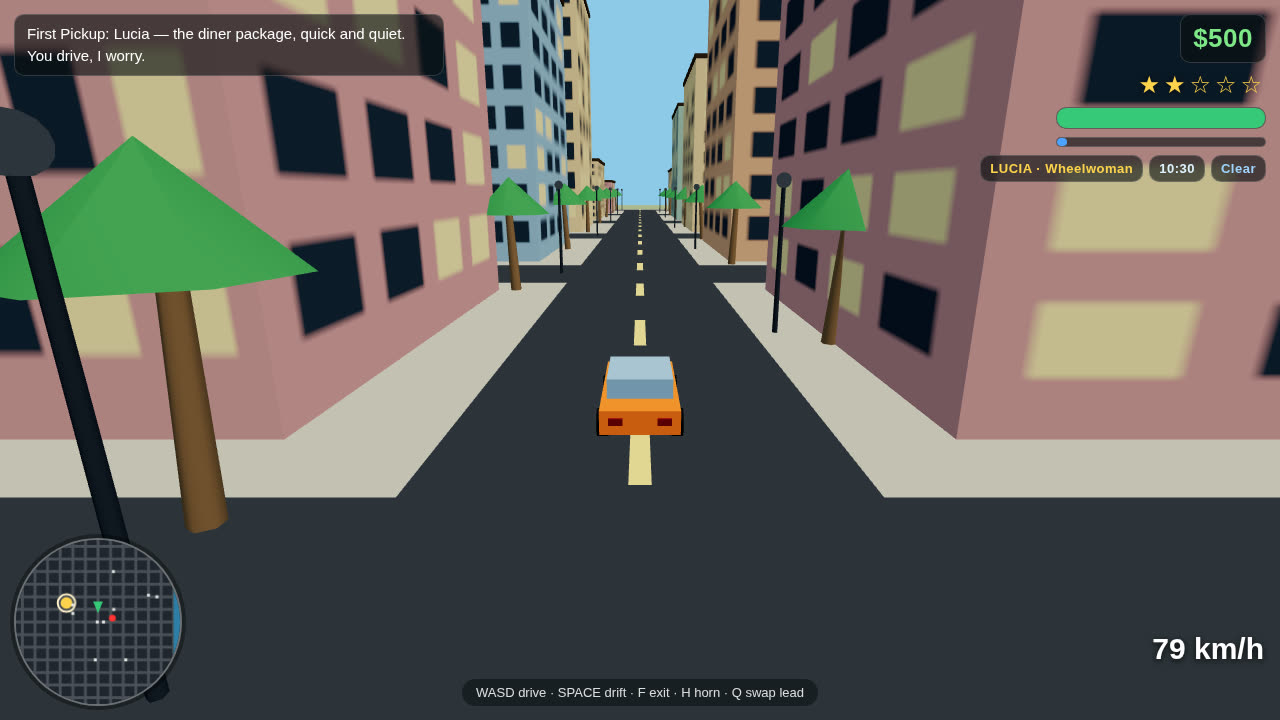 First Pickup: Lucia — the diner package, quick and quiet.
You drive, I worry.
$500
★★☆☆☆
LUCIA · Wheelwoman
10:30
Clear
79 km/h
WASD drive · SPACE drift · F exit · H horn · Q swap lead